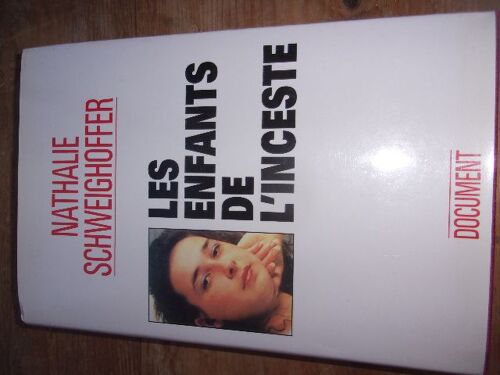 NATHALIE
SCHWEIGHOFFER
LES
ENFANTS
DE
L'INCESTE
DOCUMENT